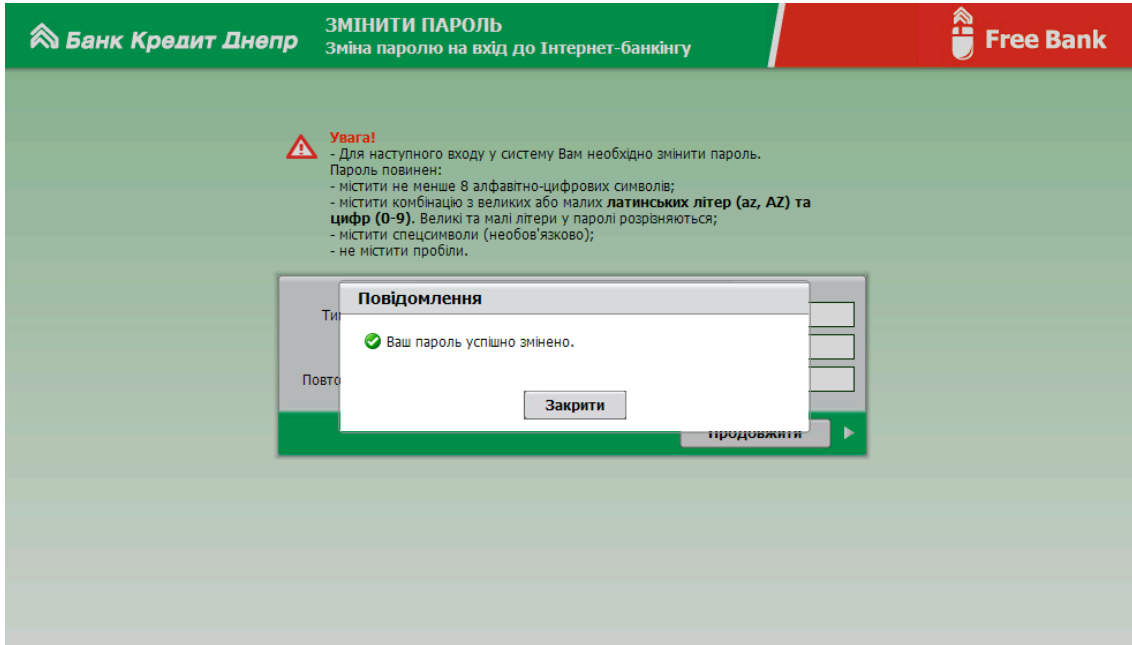 Банк Кредит Днепр
ЗМІНИТИ ПАРОЛЬ
Зміна паролю на вхід до Інтернет-банкінгу
Free Bank
Увага!
- Для наступного входу у систему Вам необхідно змінити пароль.
Пароль повинен:
- містити не менше 8 алфавітно-цифрових символів;
- містити комбінацію з великих або малих латинських літер (az, AZ) та
цифр (0-9). Великі та малі літери у паролі розрізняються;
- містити спецсимволи (необов'язково);
- не містити пробіли.
Повідомлення
Ваш пароль успішно змінено.
Закрити
Продовжити